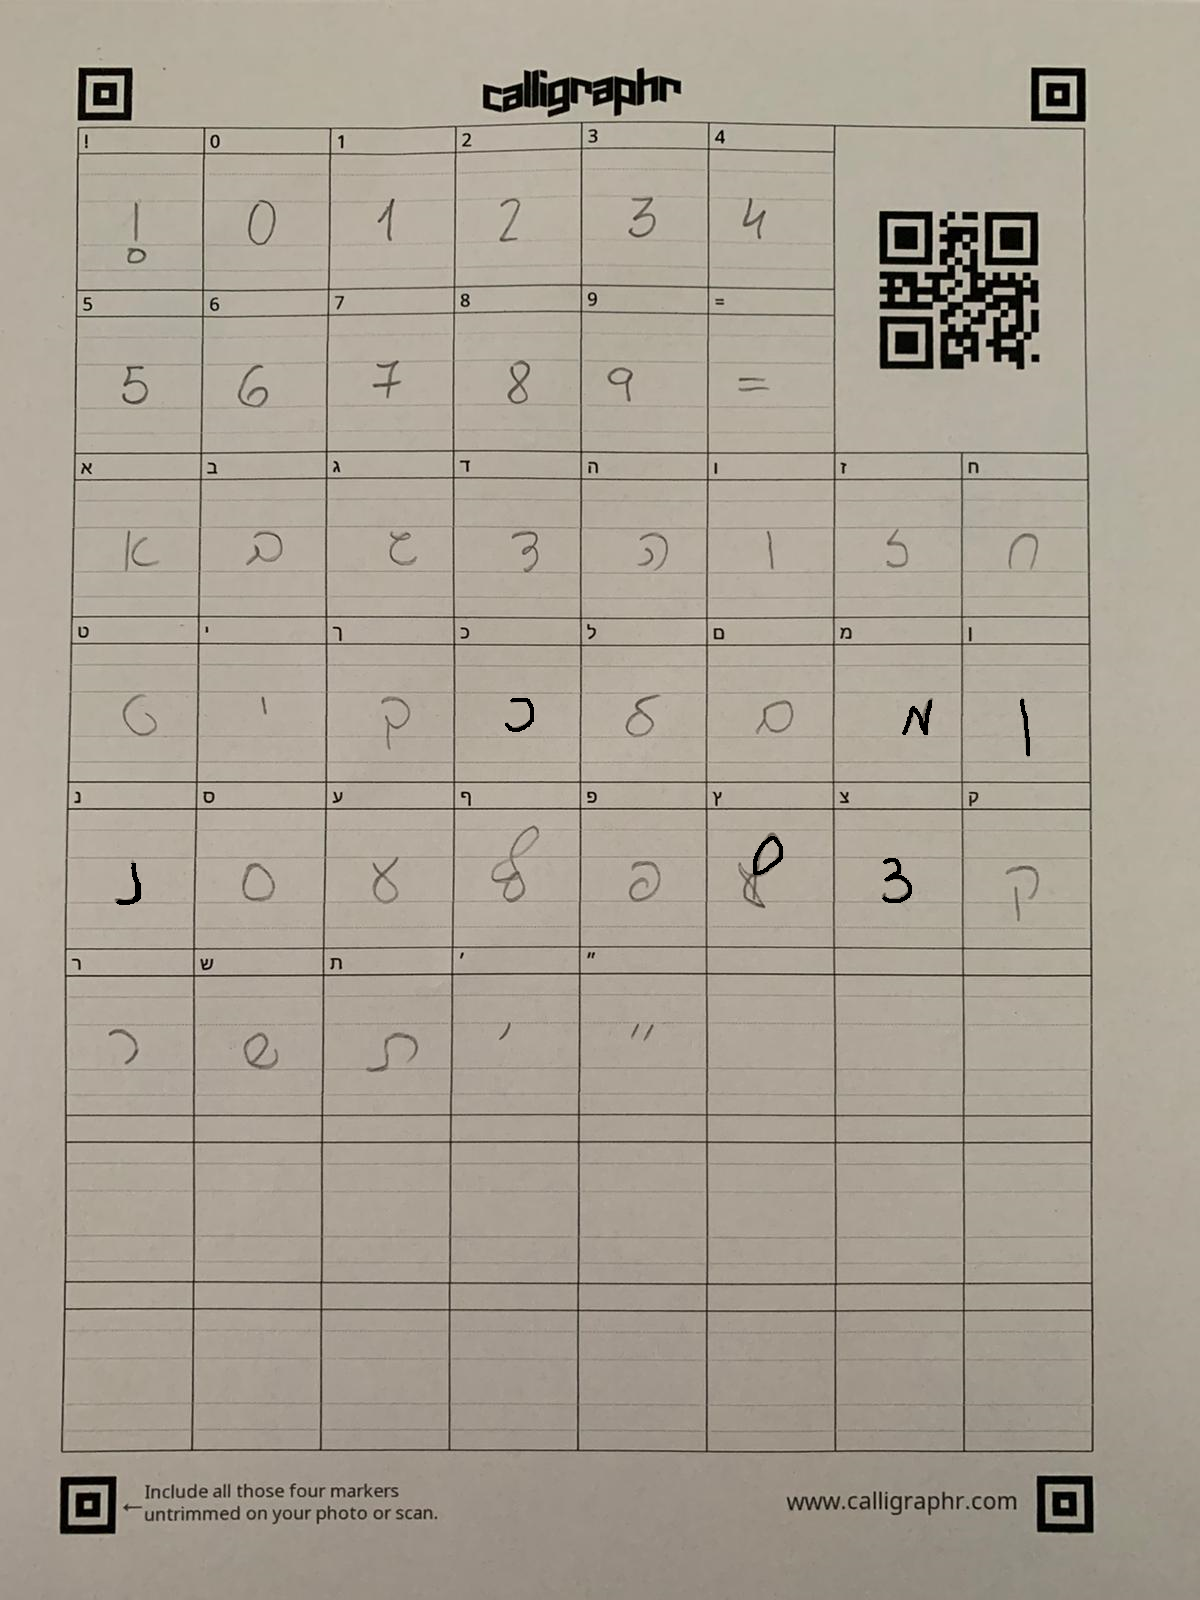 calligraphr
! 0 1 2 3 4
! 0 1 2 3 4
5 6 7 8 9 =
5 6 7 8 9 =
א ב ג ד ה ו ז ח
א ב ג ד ה ו ז ח
ט י ך כ ל ם מ ן
ט י ך כ ל ם מ ן
נ ס ע ף פ ץ צ ק
נ ס ע ף פ ץ צ ק
ר ש ת ׳ ״
ר ש ת ׳ ״
Include all those four markers
←untrimmed on your photo or scan.
www.calligraphr.com